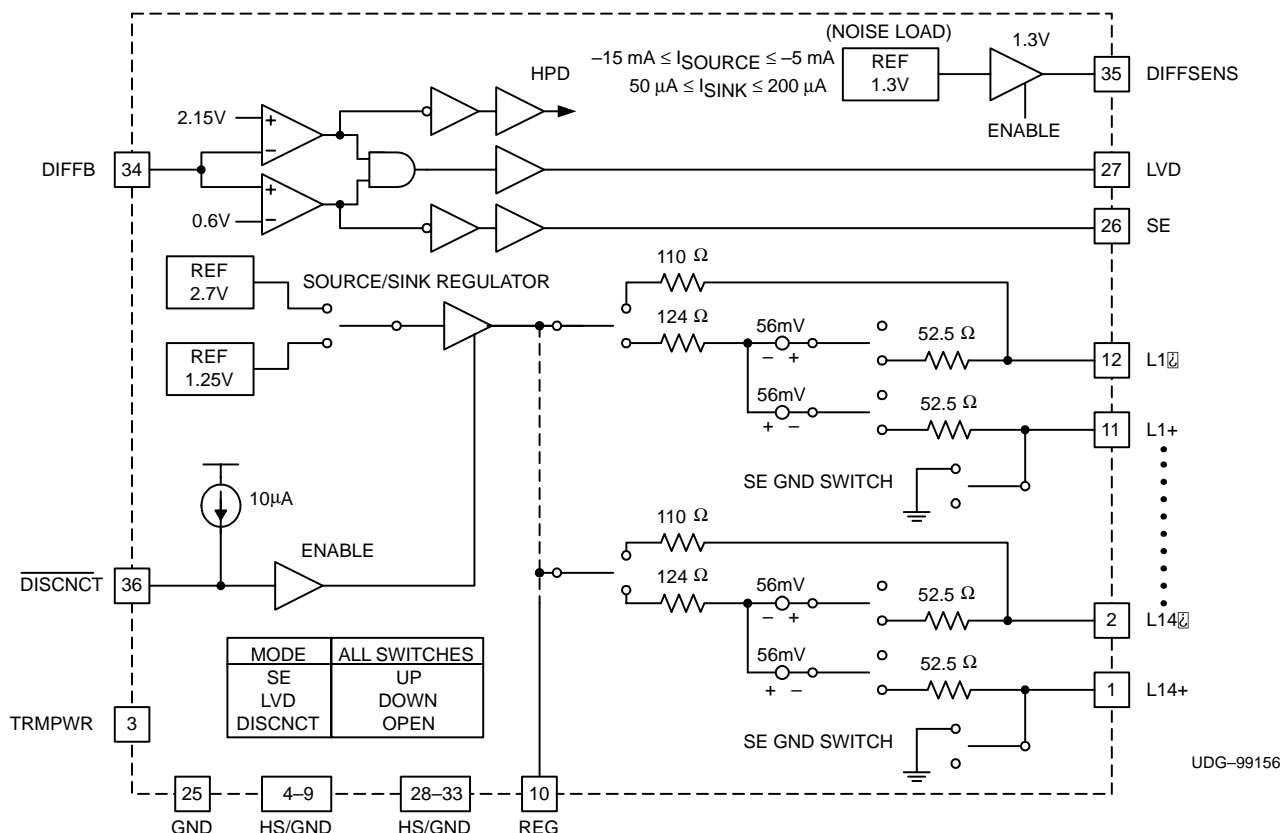 (NOISE LOAD)
–15 mA ≤ ISOURCE ≤ –5 mA
50 µA ≤ ISINK ≤ 200 µA
REF
1.3V
1.3V
ENABLE
35
DIFFSENS
HPD
2.15V
+
–
DIFFB
34
+
–
0.6V
27
LVD
26
SE
REF
2.7V
REF
1.25V
SOURCE/SINK REGULATOR
110 Ω
124 Ω
56mV
– +
52.5 Ω
12
L1
56mV
+ –
52.5 Ω
11
L1+
SE GND SWITCH
10µA
ENABLE
DISCNCT
36
110 Ω
124 Ω
56mV
– +
52.5 Ω
2
L14
56mV
+ –
52.5 Ω
1
L14+
SE GND SWITCH
MODE ALL SWITCHES
SE UP
LVD DOWN
DISCNCT OPEN
TRMPWR
3
UDG–99156
25
GND
4–9
HS/GND
28–33
HS/GND
10
REG